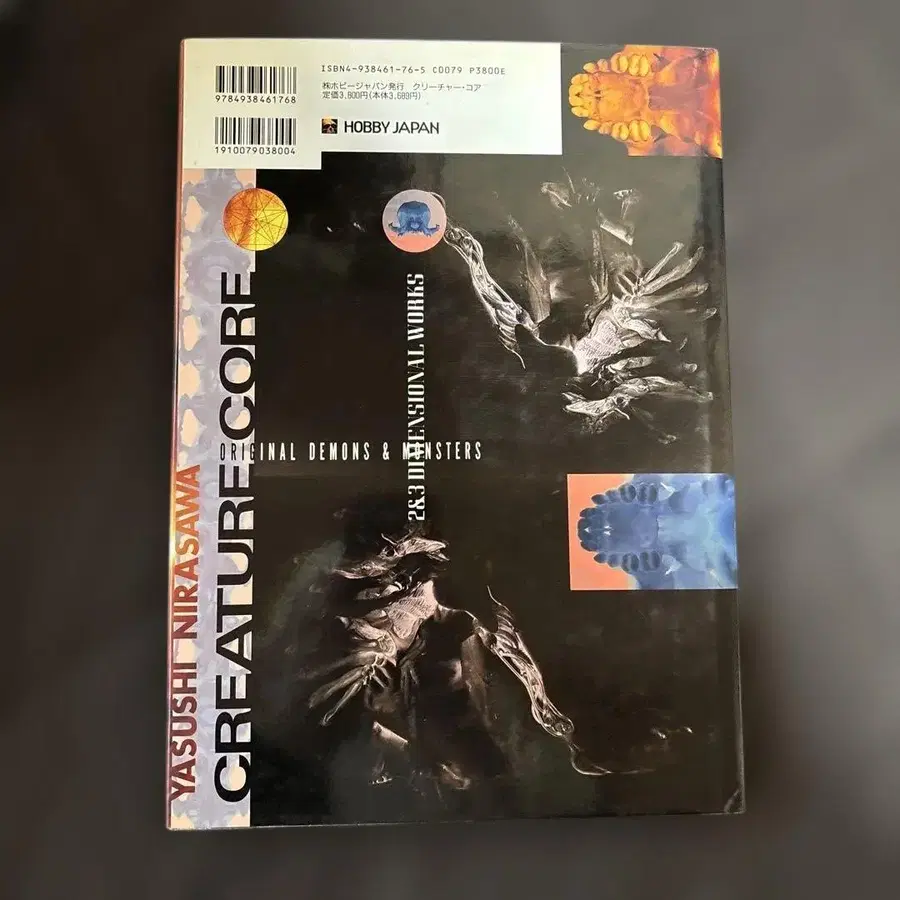 ISBN4-938461-76-5 C0079 P3800E
㈱ホビージャパン発行 クリーチャー・コア
定価3,800円(本体3,689円)
9784938461768
1910079038004
HOBBY JAPAN
YASUSHI NIRASAWA
CREATURE CORE
ORIGINAL DEMONS & MONSTERS
2&3 DIMENSIONAL WORKS